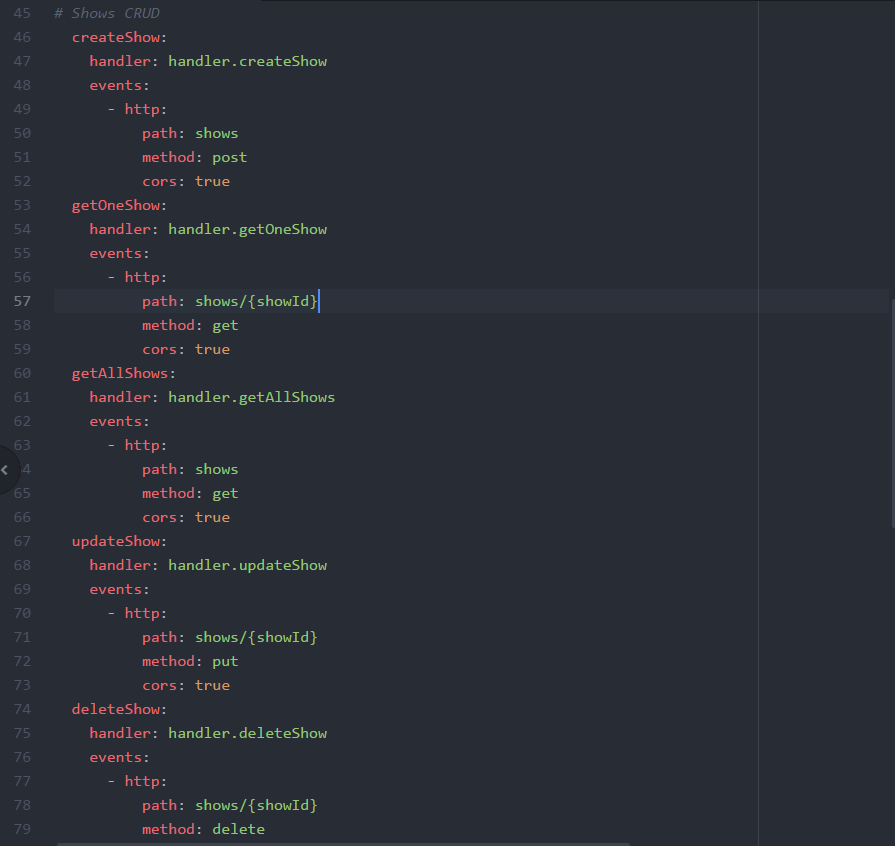 45 # Shows CRUD
46 createShow:
47 handler: handler.createShow
48 events:
49 - http:
50 path: shows
51 method: post
52 cors: true
53 getOneShow:
54 handler: handler.getOneShow
55 events:
56 - http:
57 path: shows/{showId}
58 method: get
59 cors: true
60 getAllShows:
61 handler: handler.getAllShows
62 events:
63 - http:
4 path: shows
65 method: get
66 cors: true
67 updateShow:
68 handler: handler.updateShow
69 events:
70 - http:
71 path: shows/{showId}
72 method: put
73 cors: true
74 deleteShow:
75 handler: handler.deleteShow
76 events:
77 - http:
78 path: shows/{showId}
79 method: delete